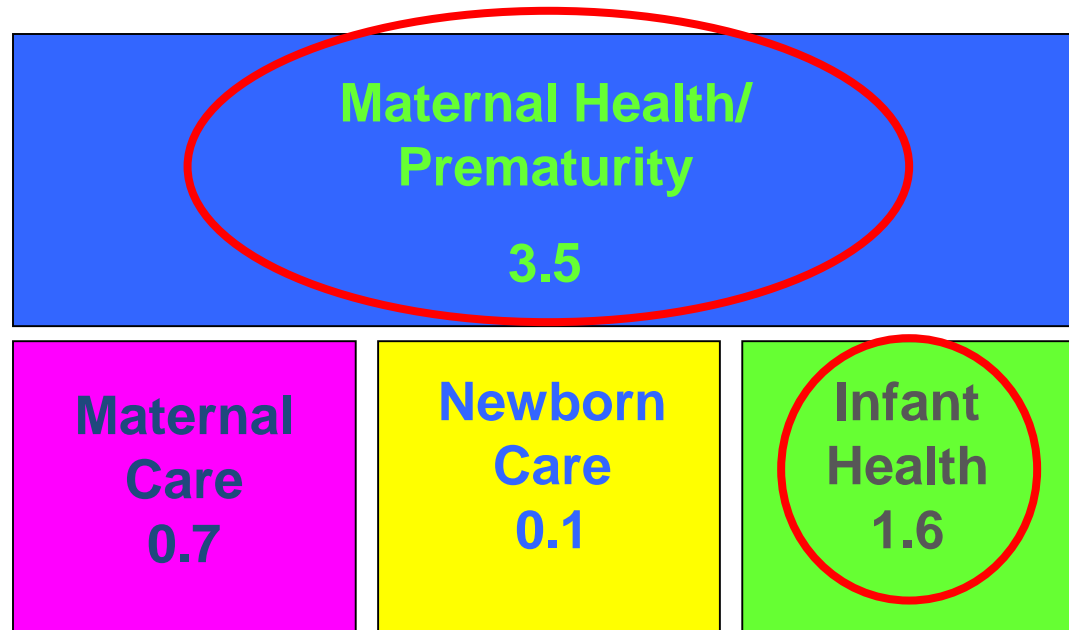 Maternal Health/
Prematurity
3.5
Maternal
Care
0.7
Newborn
Care
0.1
Infant
Health
1.6